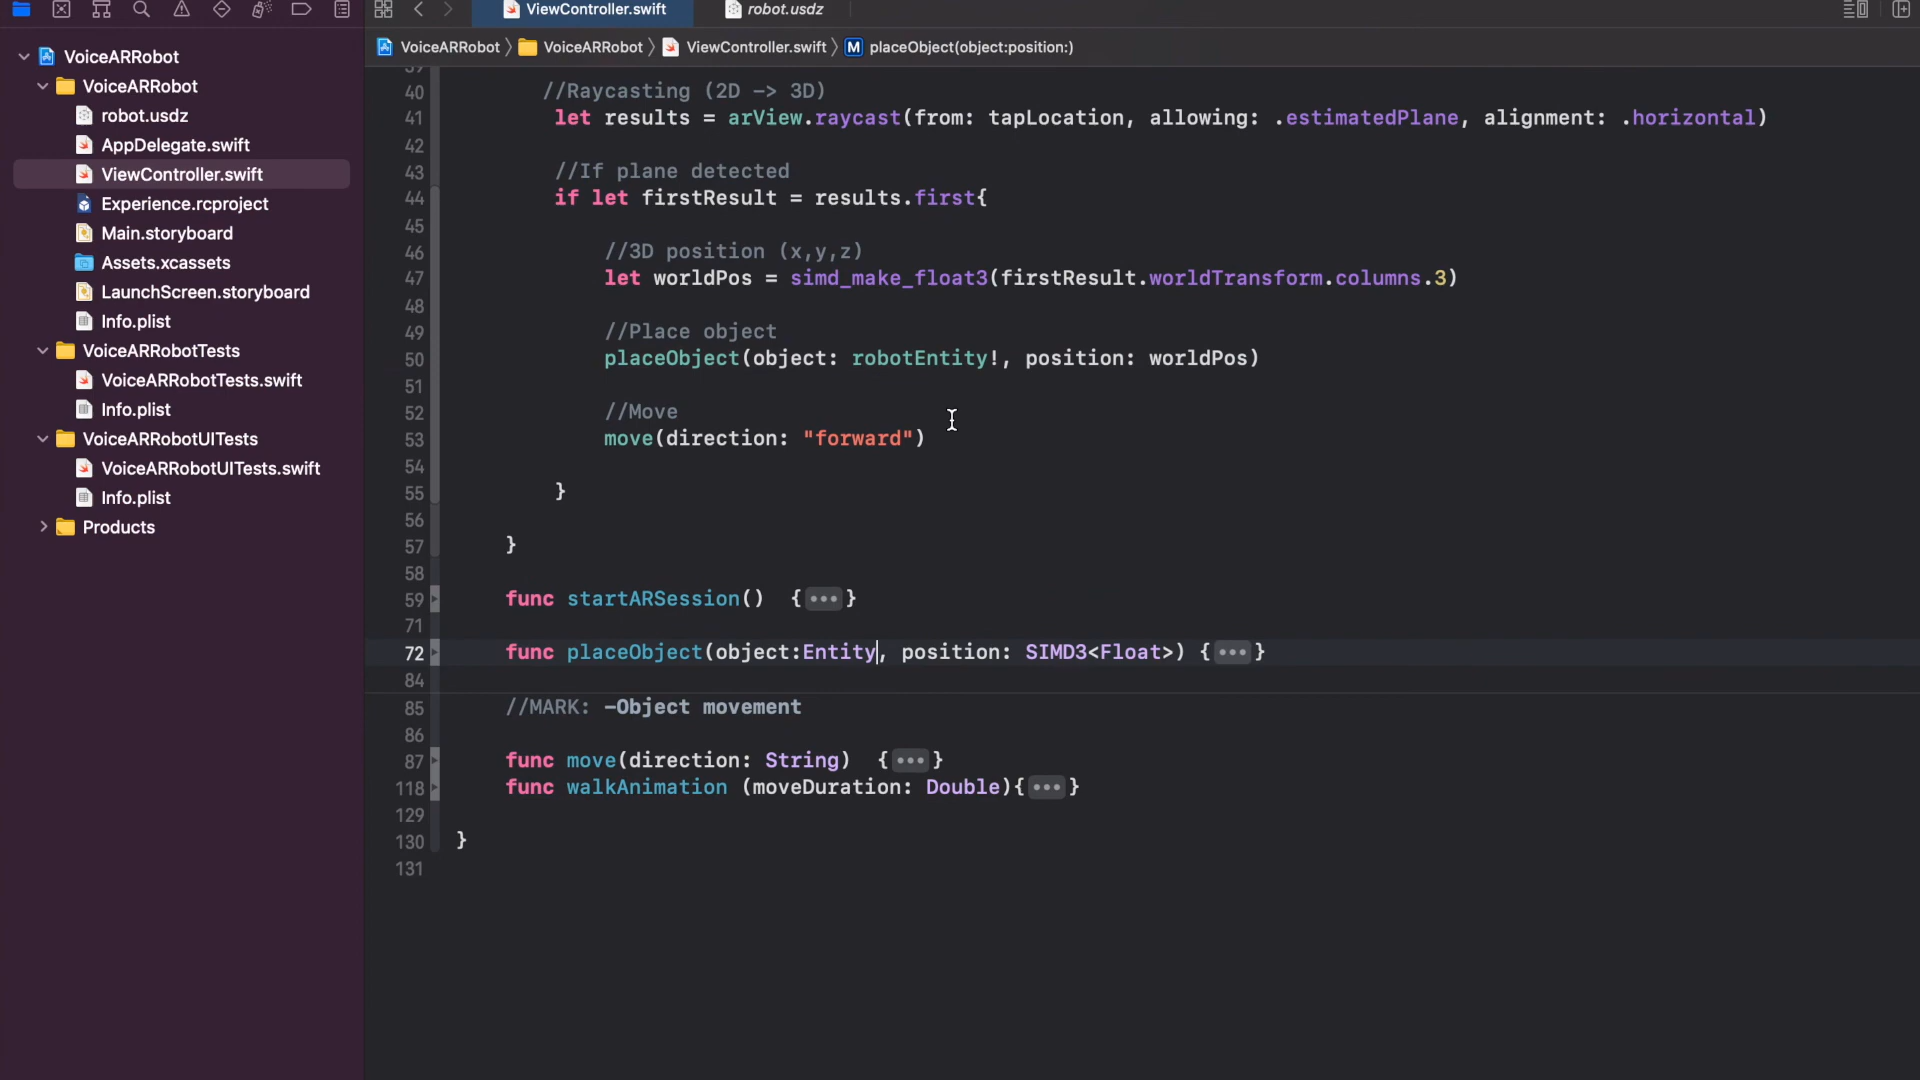 ViewController.swift
robot.usdz
VoiceARRobot
VoiceARRobot
ViewController.swift
M
placeObject(object:position:)
VoiceARRobot
VoiceARRobot
robot.usdz
AppDelegate.swift
ViewController.swift
Experience.rcproject
Main.storyboard
Assets.xcassets
LaunchScreen.storyboard
Info.plist
VoiceARRobotTests
VoiceARRobotTests.swift
Info.plist
VoiceARRobotUITests
VoiceARRobotUITests.swift
Info.plist
Products
39
40 //Raycasting (2D -> 3D)
41 let results = arView.raycast(from: tapLocation, allowing: .estimatedPlane, alignment: .horizontal)
42
43 //If plane detected
44 if let firstResult = results.first{
45
46 //3D position (x,y,z)
47 let worldPos = simd_make_float3(firstResult.worldTransform.columns.3)
48
49 //Place object
50 placeObject(object: robotEntity!, position: worldPos)
51
52 //Move
53 move(direction: "forward")
54
55 }
56
57 }
58
59 func startARSession() {•••}
71
72 func placeObject(object:Entity, position: SIMD3<Float>) {•••}
84
85 //MARK: -Object movement
86
87 func move(direction: String) {•••}
118 func walkAnimation (moveDuration: Double){•••}
129
130 }
131